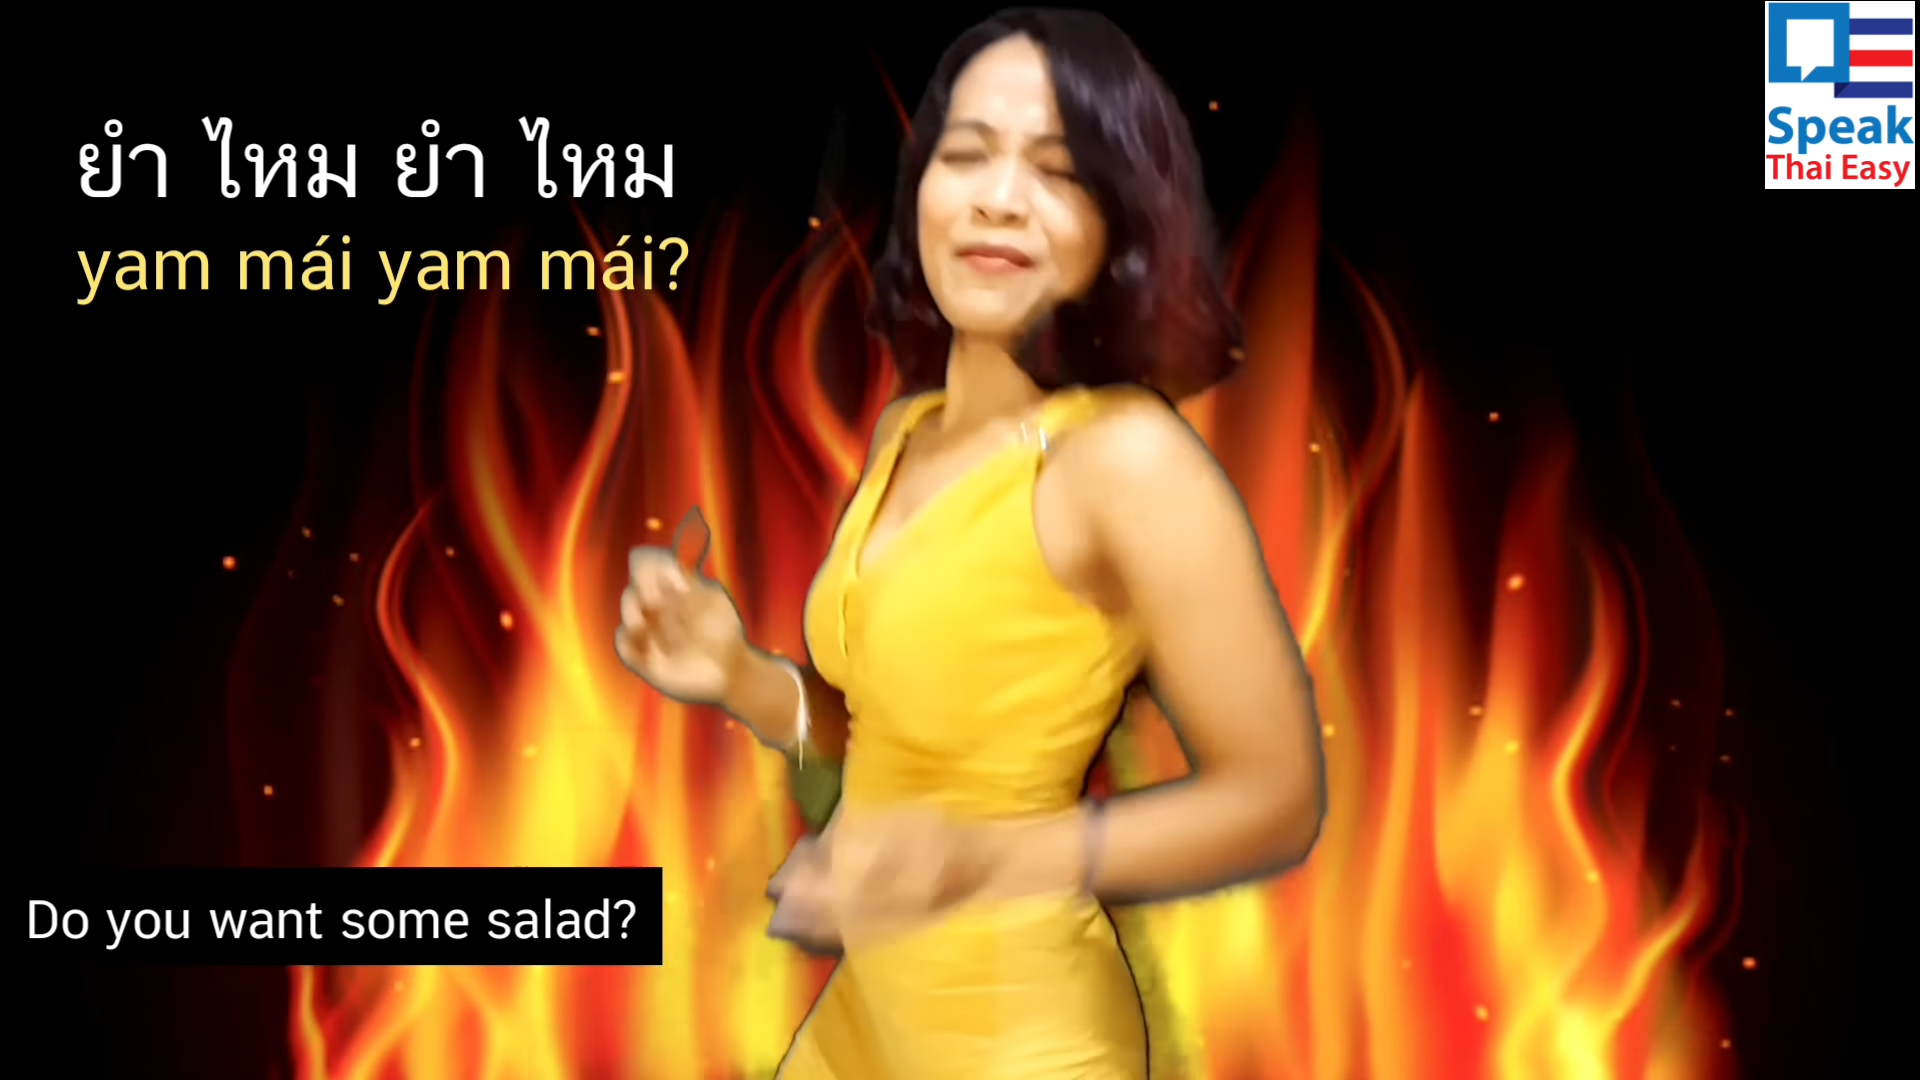 ยำ ไหม ยำ ไหม
yam mái yam mái?
Do you want some salad?
Speak
Thai Easy